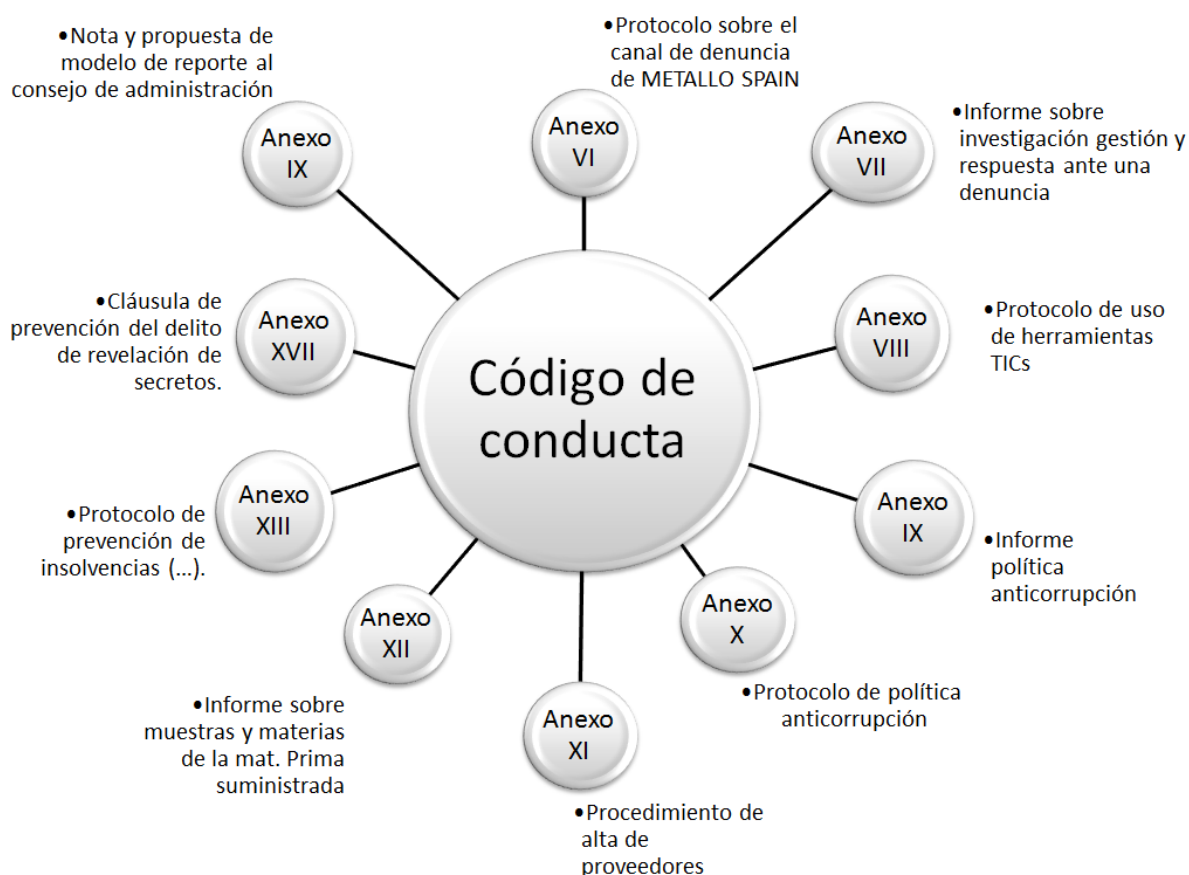 •Nota y propuesta de
modelo de reporte al
consejo de administración
Anexo
IX
•Protocolo sobre el
canal de denuncia
de METALLO SPAIN
Anexo
VI
Anexo
VII
•Informe sobre
investigación gestión y
respuesta ante una
denuncia
•Cláusula de
prevención del delito
de revelación de
secretos.
Anexo
XVII
Código de
conducta
Anexo
VIII
•Protocolo de uso
de herramientas
TICs
•Protocolo de
prevención de
insolvencias (...).
Anexo
XIII
Anexo
IX
•Informe
política
anticorrupción
Anexo
XII
•Informe sobre
muestras y materias
de la mat. Prima
suministrada
Anexo
X
•Protocolo de política
anticorrupción
Anexo
XI
•Procedimiento de
alta de
proveedores